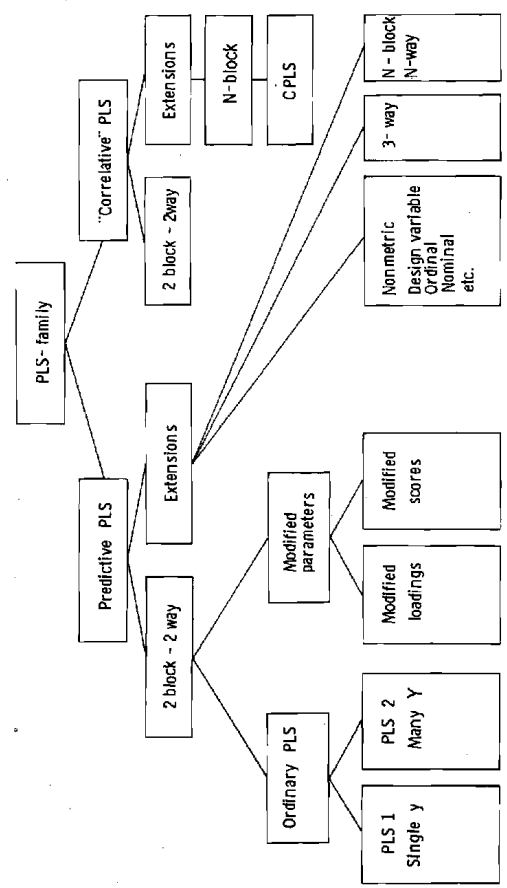 PLS- family
Predictive PLS
"Correlative" PLS
2 block - 2 way
Extensions
2 block - 2way
Extensions
N-block
CPLS
Ordinary PLS
Modified
parameters
PLS 1
Single y
PLS 2
Many Y
Modified
loadings
Modified
scores
Nonmetric
Design variable
Ordinal
Nominal
etc.
3- way
N - block
N-way